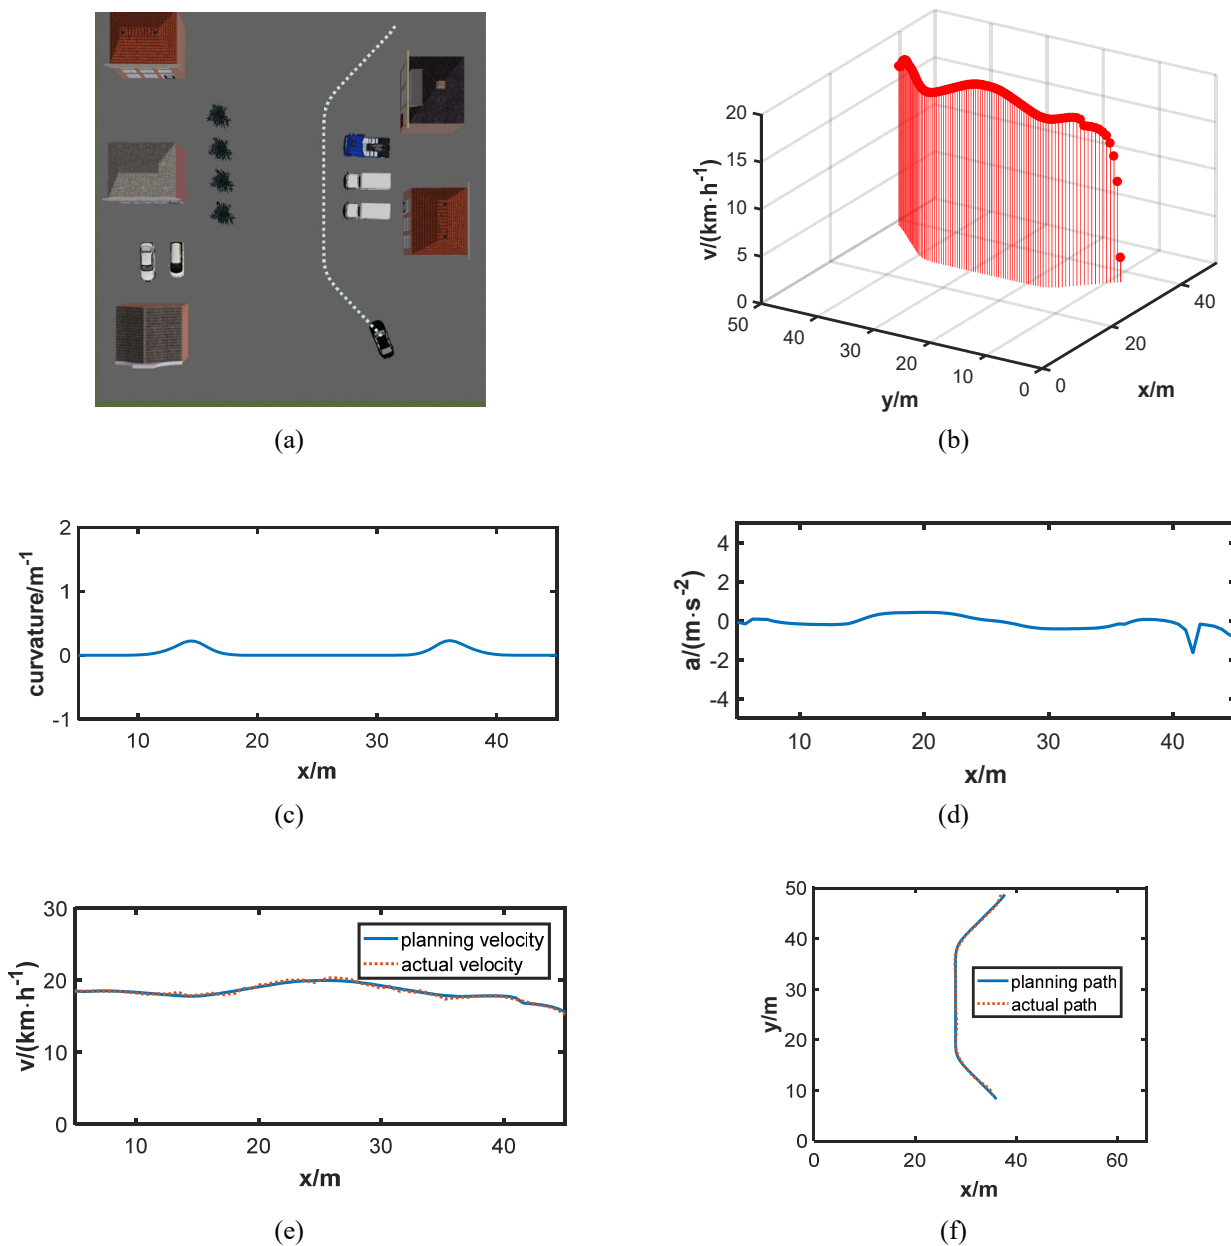 (a)
20
15
10
5
0
v/(km·h⁻¹)
50
40
30
20
10
0
y/m
0
20
40
x/m
(b)
2
1
0
-1
curvature/m⁻¹
10
20
30
40
x/m
(c)
4
2
0
-2
-4
a/(m·s⁻²)
10
20
30
40
x/m
(d)
30
20
10
0
v/(km·h⁻¹)
planning velocity
actual velocity
10
20
30
40
x/m
(e)
50
40
30
20
10
0
y/m
planning path
actual path
0
20
40
60
x/m
(f)